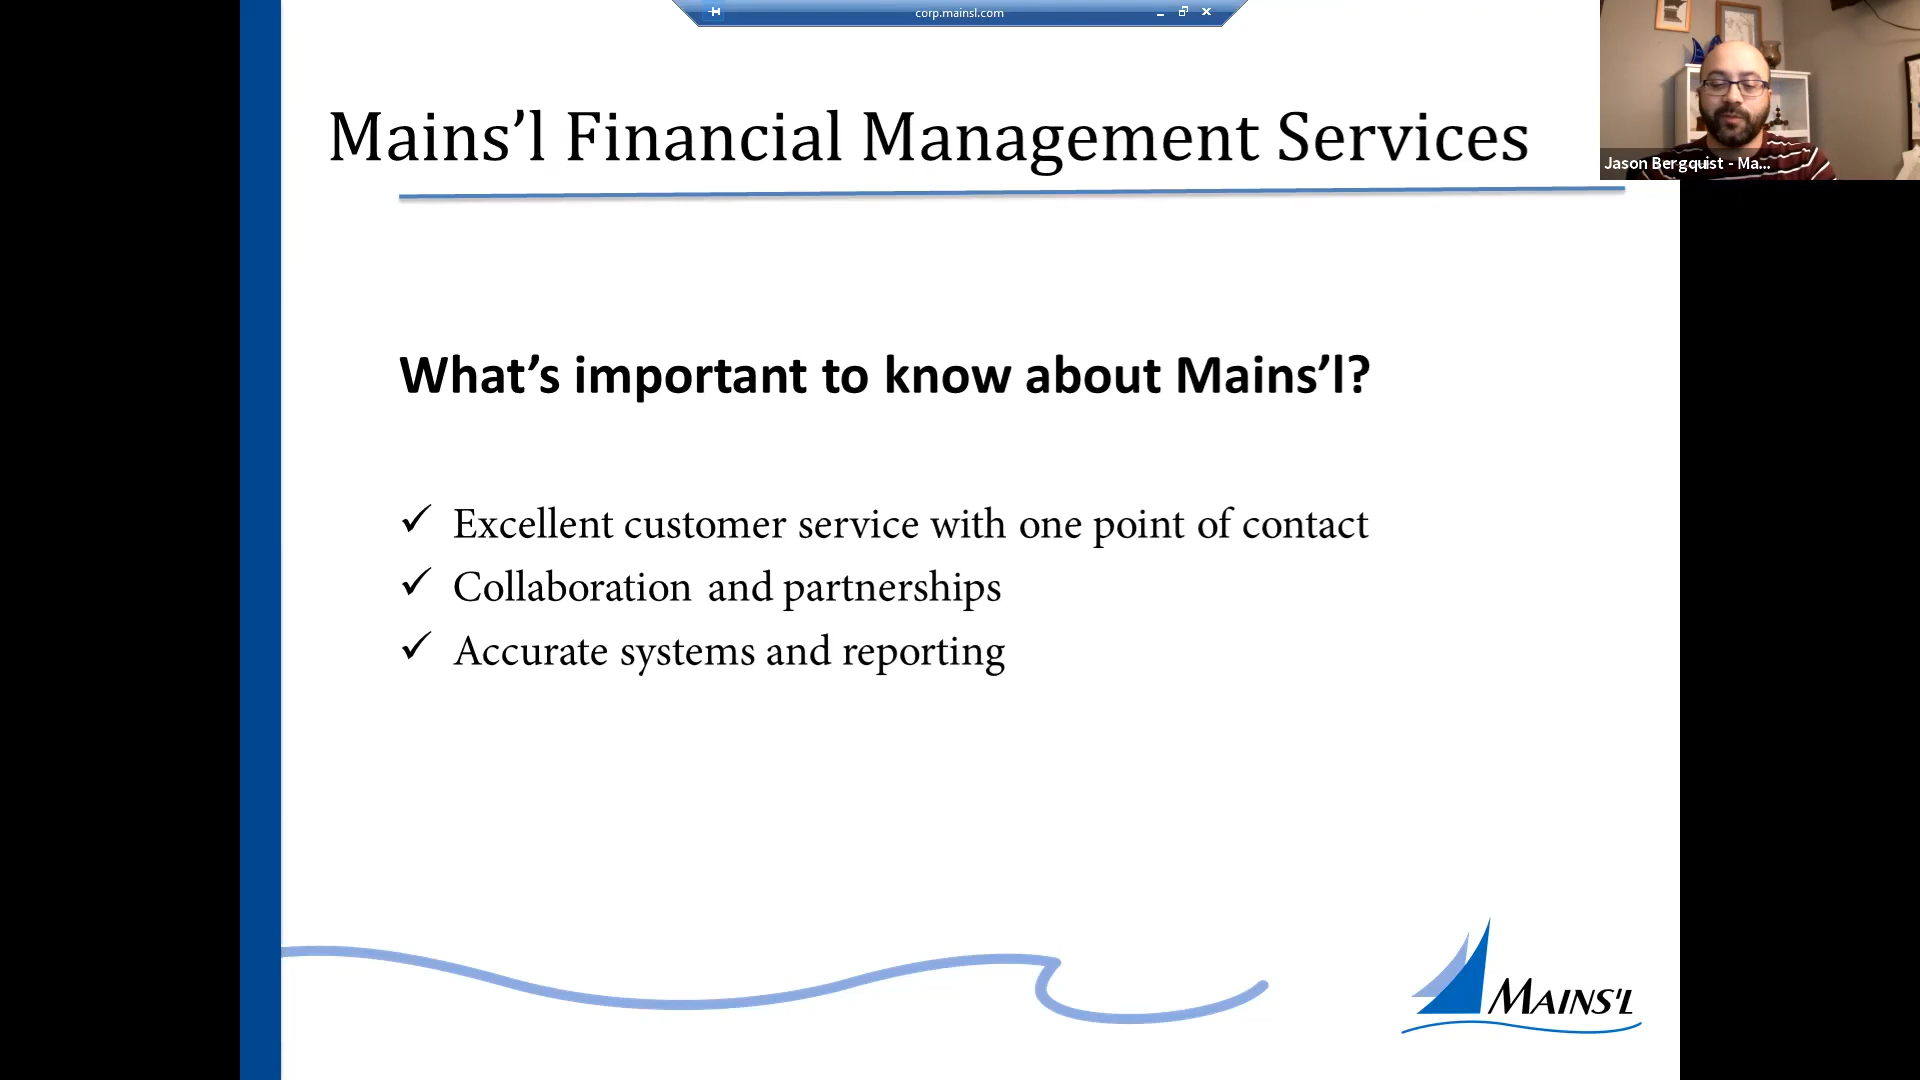 corp.mainsl.com
Mains’l Financial Management Services
Jason Bergquist - Ma...
What’s important to know about Mains’l?
✓ Excellent customer service with one point of contact
✓ Collaboration and partnerships
✓ Accurate systems and reporting
MAINS'L